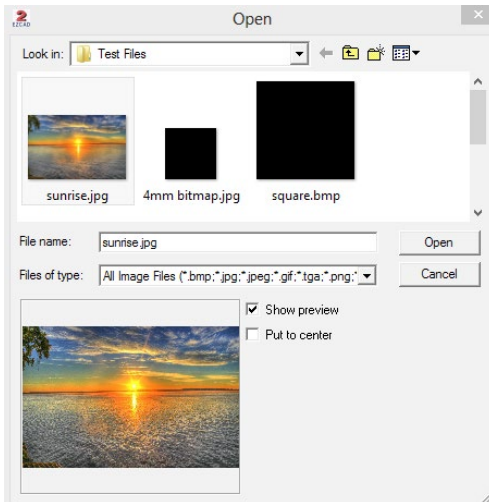 2
EZCAD
Open
Look in: Test Files
sunrise.jpg
4mm bitmap.jpg
square.bmp
File name: sunrise.jpg
Open
Files of type: All Image Files (*.bmp;*.jpg;*.jpeg;*.gif;*.tga;*.png;*
Cancel
Show preview
Put to center